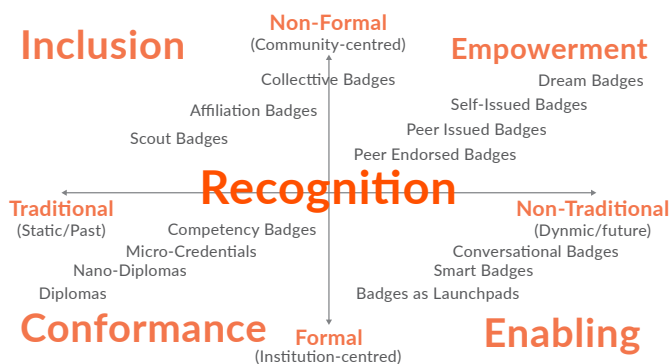 Non-Formal
Inclusion
(Community-centred)
Empowerment
Collecttive Badges
Dream Badges
Affiliation Badges
Self-Issued Badges
Scout Badges
Peer Issued Badges
Peer Endorsed Badges
Recognition
Traditional
(Static/Past)
Non-Traditional
(Dynmic/future)
Competency Badges
Micro-Credentials
Conversational Badges
Nano-Diplomas
Smart Badges
Diplomas
Badges as Launchpads
Conformance
Formal
(Institution-centred)
Enabling